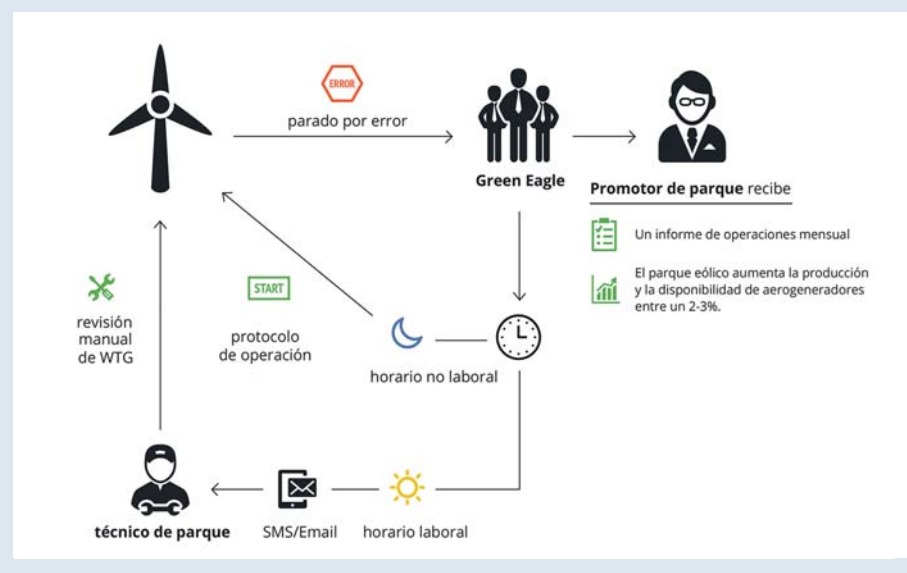 ERROR
parado por error
Green Eagle
Promotor de parque recibe
Un informe de operaciones mensual
El parque eólico aumenta la producción
y la disponibilidad de aerogeneradores
entre un 2-3%.
revisión
manual
de WTG
START
protocolo
de operación
horario no laboral
técnico de parque
SMS/Email
horario laboral